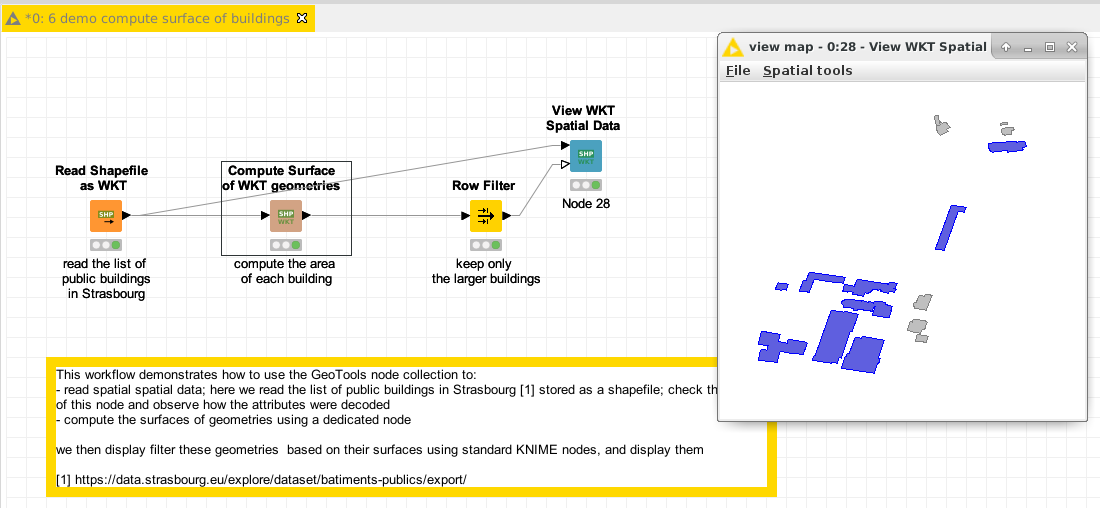 *0: 6 demo compute surface of buildings
view map - 0:28 - View WKT Spatial
File Spatial tools
View WKT
Spatial Data
SHP
WKT
Node 28
Read Shapefile
as WKT
SHP
read the list of
public buildings
in Strasbourg
Compute Surface
of WKT geometries
SHP
WKT
compute the area
of each building
Row Filter
keep only
the larger buildings
This workflow demonstrates how to use the GeoTools node collection to:
- read spatial spatial data; here we read the list of public buildings in Strasbourg [1] stored as a shapefile; check th
of this node and observe how the attributes were decoded
- compute the surfaces of geometries using a dedicated node
we then display filter these geometries based on their surfaces using standard KNIME nodes, and display them
[1] https://data.strasbourg.eu/explore/dataset/batiments-publics/export/